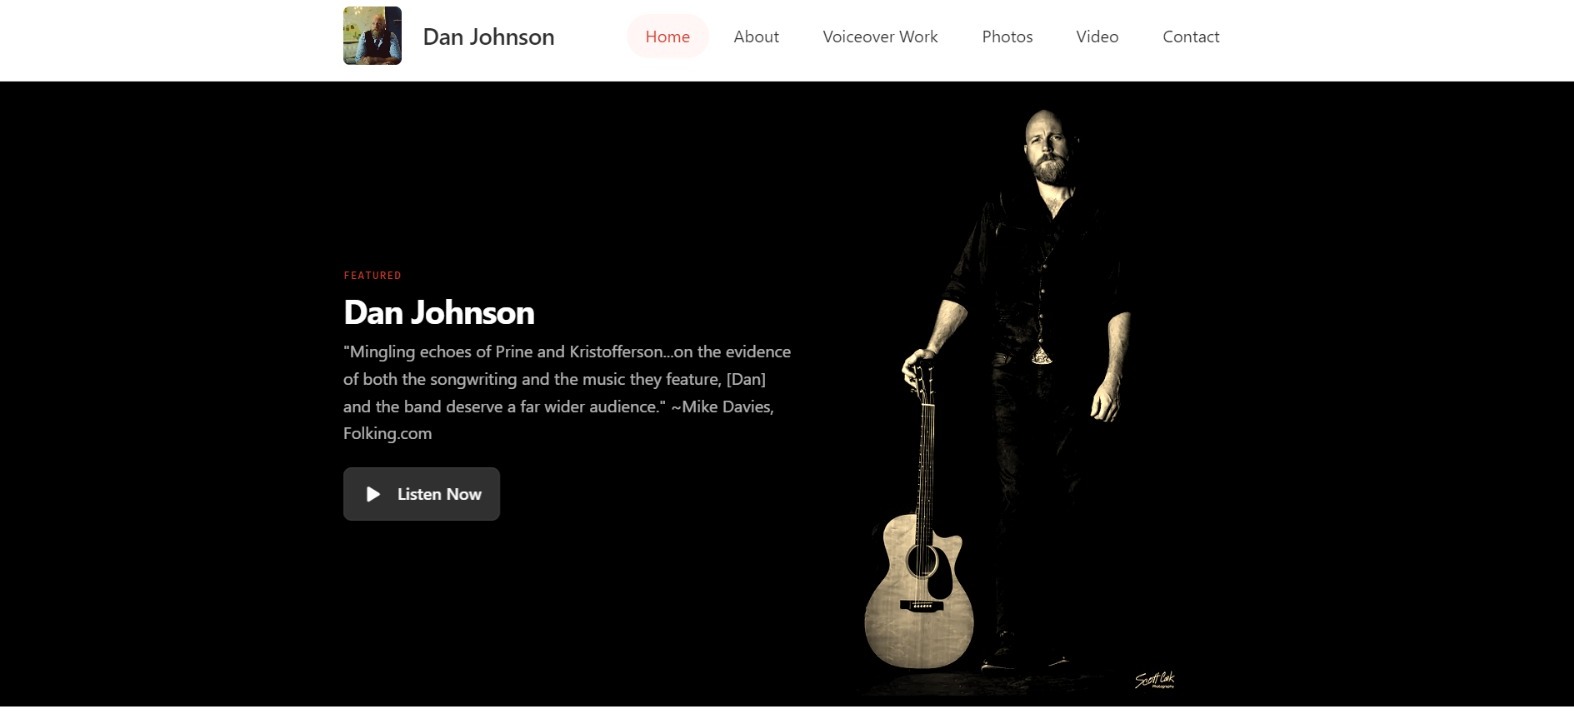 Dan Johnson
Home
About
Voiceover Work
Photos
Video
Contact
FEATURED
Dan Johnson
"Mingling echoes of Prine and Kristofferson...on the evidence
of both the songwriting and the music they feature, [Dan]
and the band deserve a far wider audience." ~Mike Davies,
Folking.com
Listen Now
Photography